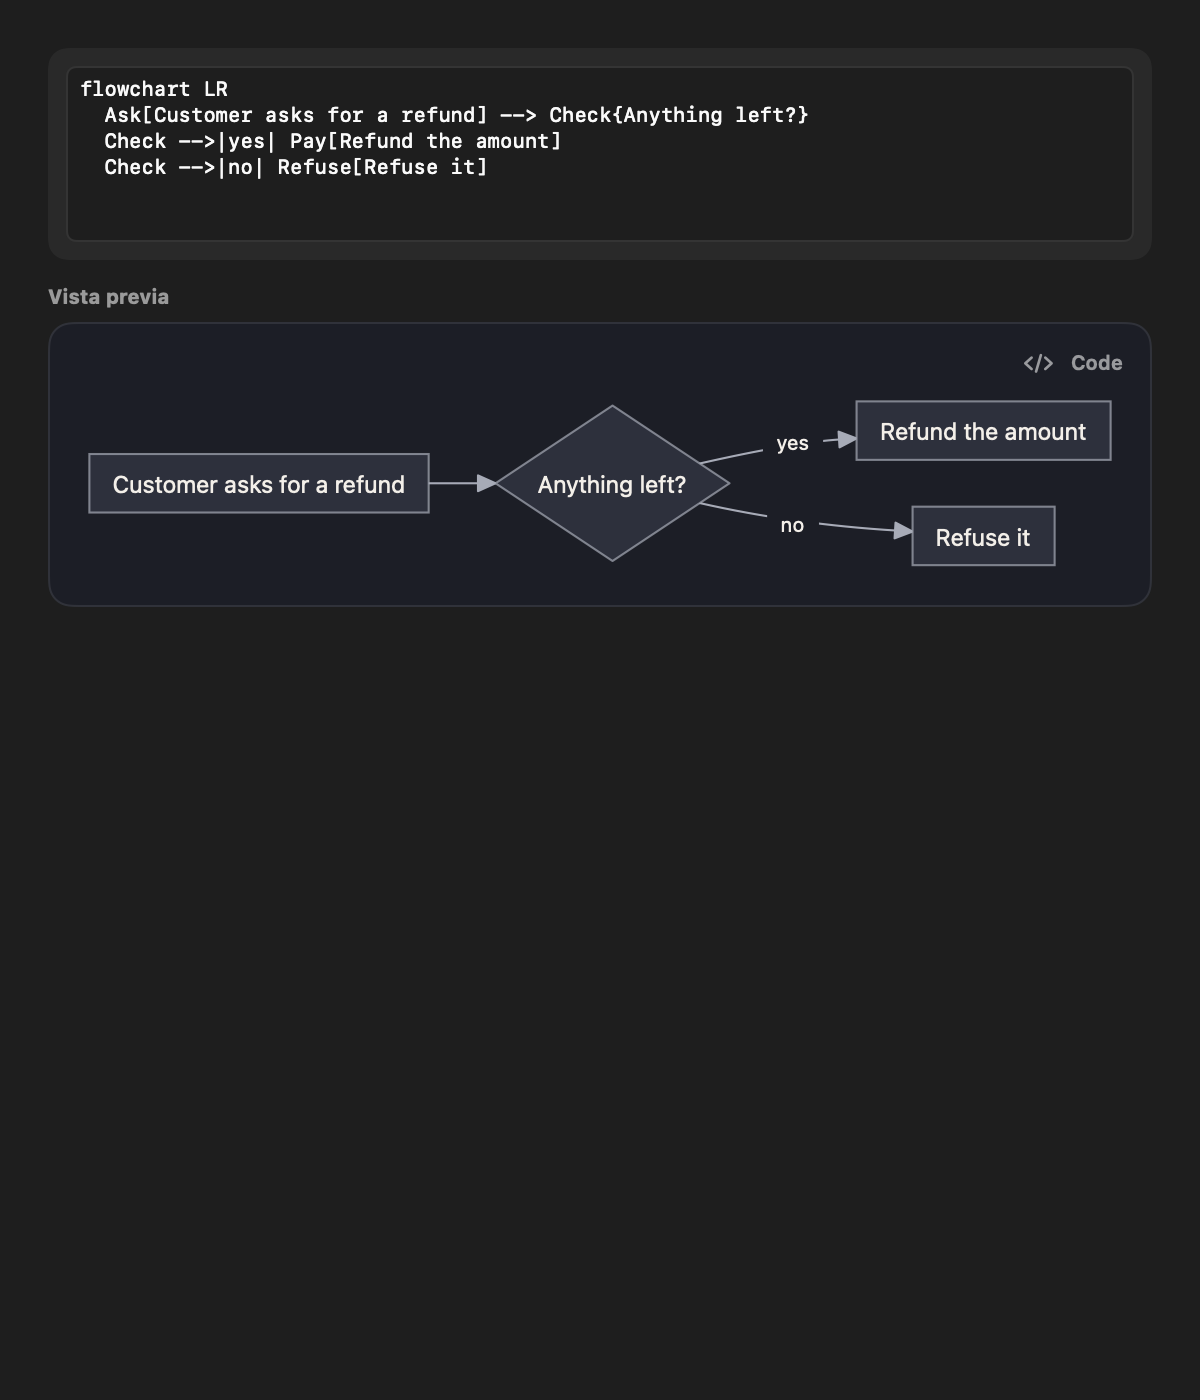 flowchart LR
  Ask[Customer asks for a refund] --> Check{Anything left?}
  Check -->|yes| Pay[Refund the amount]
  Check -->|no| Refuse[Refuse it]
Vista previa
</> Code
Customer asks for a refund
Anything left?
yes
Refund the amount
no
Refuse it